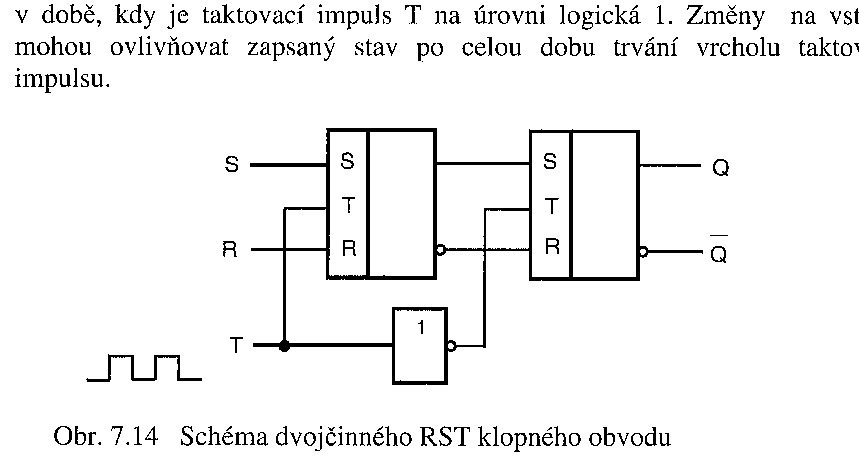 v době, kdy je taktovací impuls T na úrovni logická 1. Změny na vst
mohou ovlivňovat zapsaný stav po celou dobu trvání vrcholu taktov
impulsu.
S S S Q
T T
R R R Q̅
1
T
Obr. 7.14 Schéma dvojčinného RST klopného obvodu